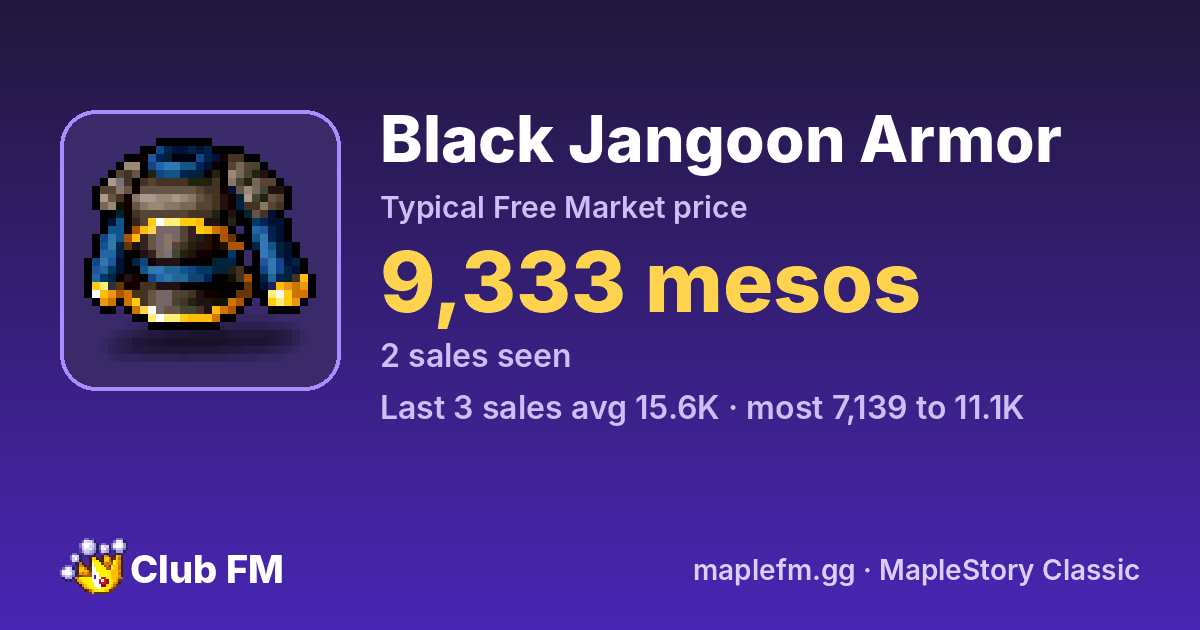 Black Jangoon Armor
Typical Free Market price
9,333 mesos
2 sales seen
Last 3 sales avg 15.6K · most 7,139 to 11.1K
Club FM
maplefm.gg · MapleStory Classic